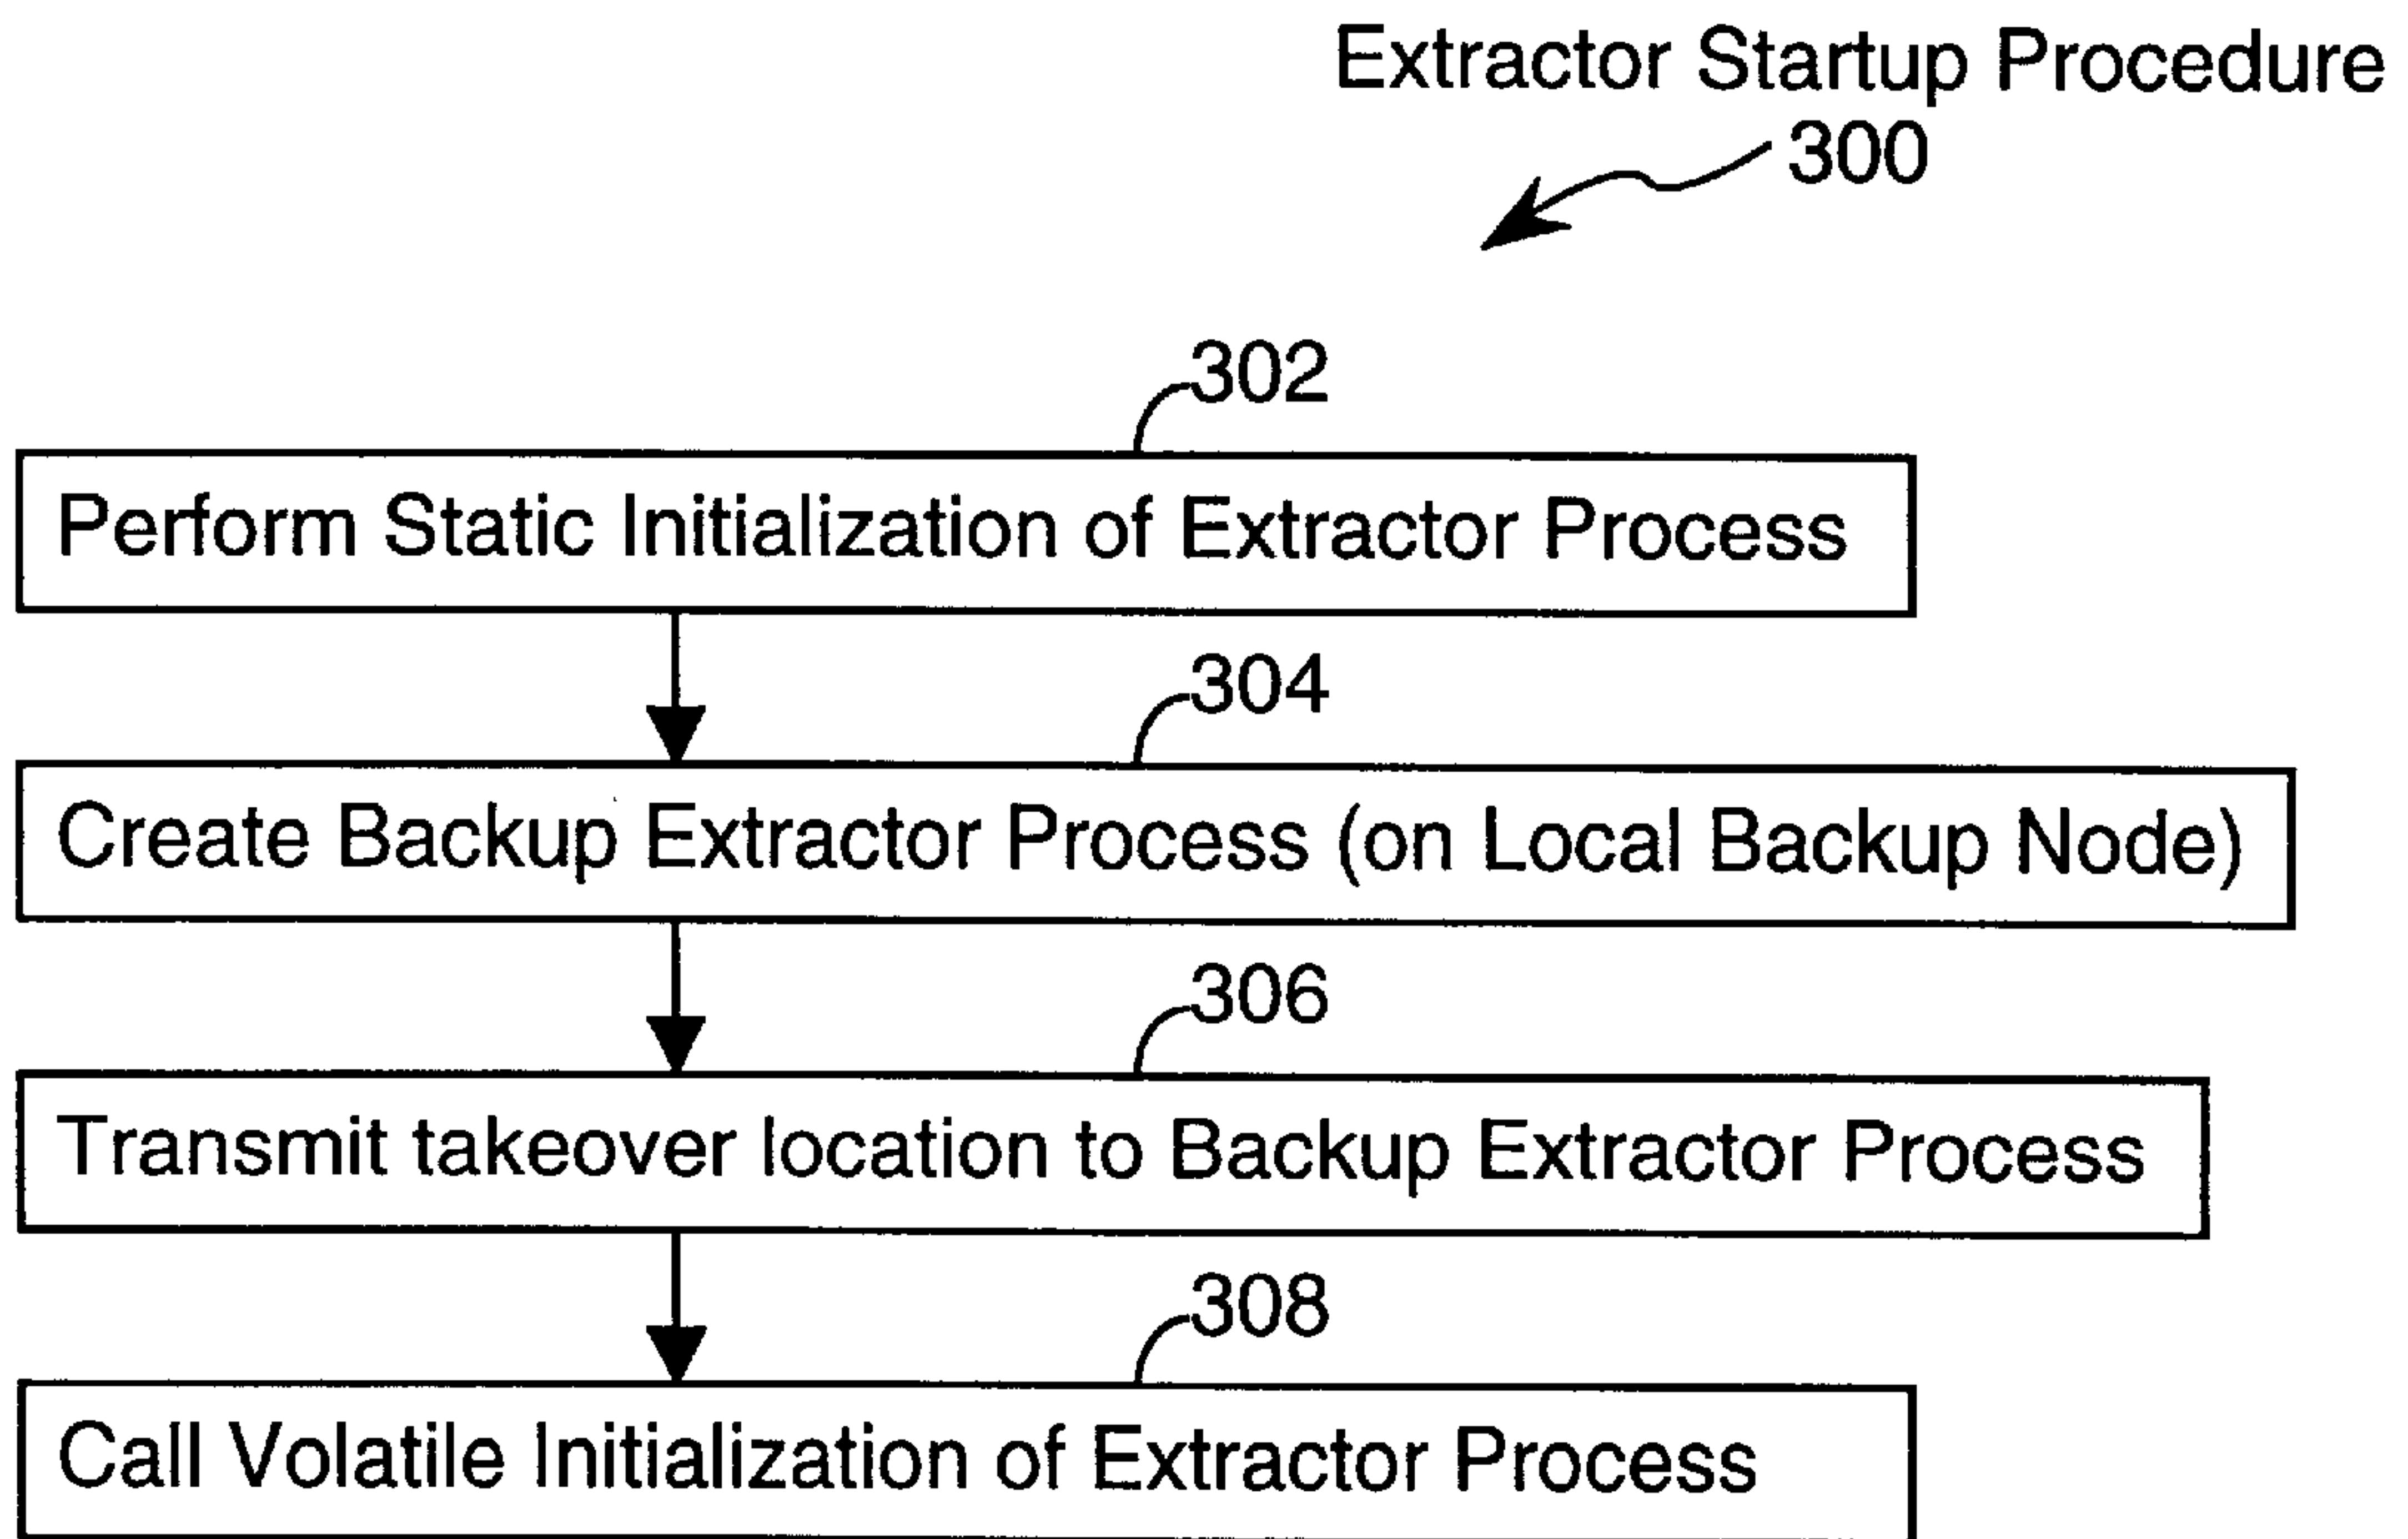 Extractor Startup Procedure
300
302
Perform Static Initialization of Extractor Process
304
Create Backup Extractor Process (on Local Backup Node)
306
Transmit takeover location to Backup Extractor Process
308
Call Volatile Initialization of Extractor Process